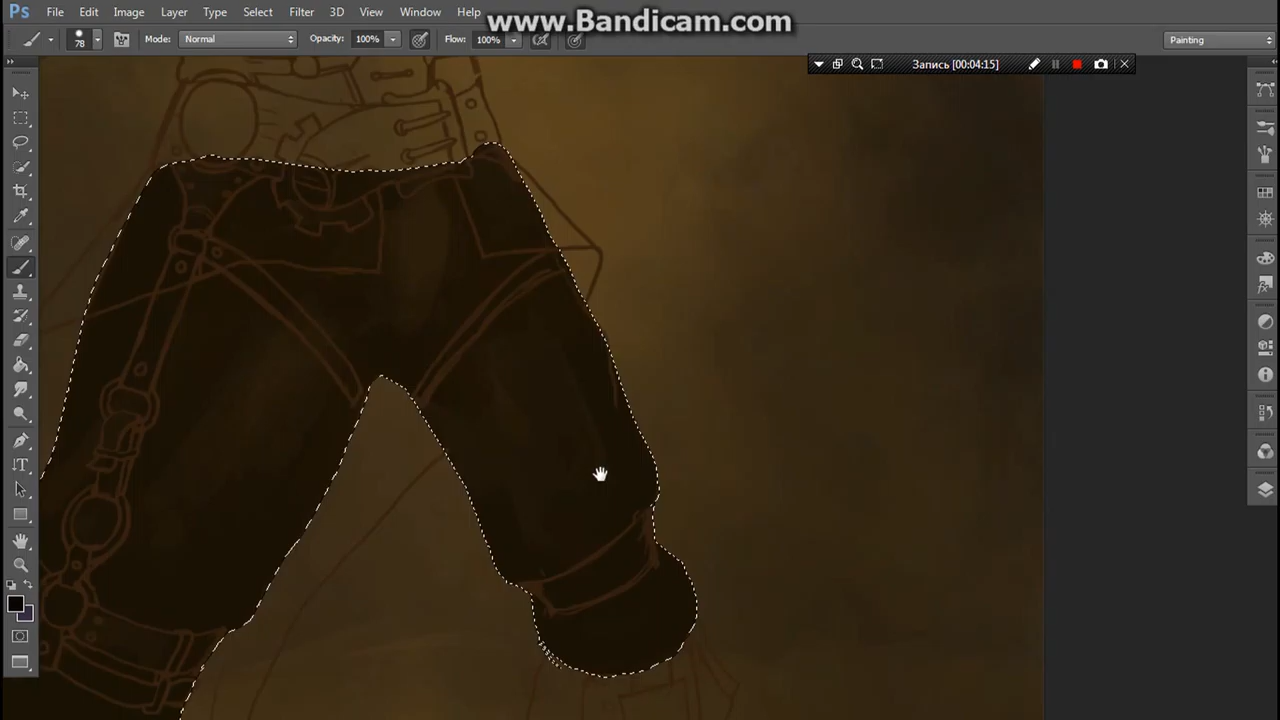 Ps File Edit Image Layer Type Select Filter 3D View Window Help
www.Bandicam.com
78 Mode: Normal Opacity: 100% Flow: 100% Painting
Запись [00:04:15]
T